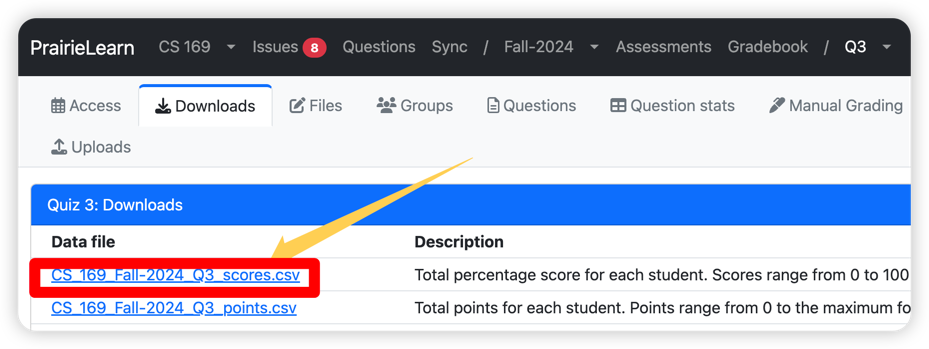 PrairieLearn CS 169 Issues 8 Questions Sync / Fall-2024 Assessments Gradebook / Q3
Access Downloads Files Groups Questions Question stats Manual Grading
Uploads
Quiz 3: Downloads
Data file Description
CS_169_Fall-2024_Q3_scores.csv Total percentage score for each student. Scores range from 0 to 100
CS_169_Fall-2024_Q3_points.csv Total points for each student. Points range from 0 to the maximum fo